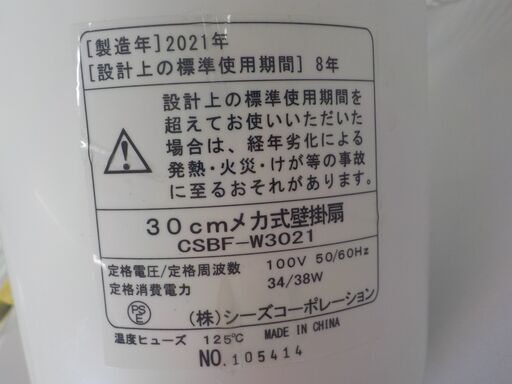 [製造年]2021年
[設計上の標準使用期間] 8年
設計上の標準使用期間を
超えてお使いいただいた
場合は、経年劣化による
発熱・火災・けが等の事故
に至るおそれがあります。
30cmメカ式壁掛扇
CSBF-W3021
定格電圧/定格周波数 100V 50/60Hz
定格消費電力 34/38W
PSE (株)シーズコーポレーション
温度ヒューズ 125℃ MADE IN CHINA
NO.105414